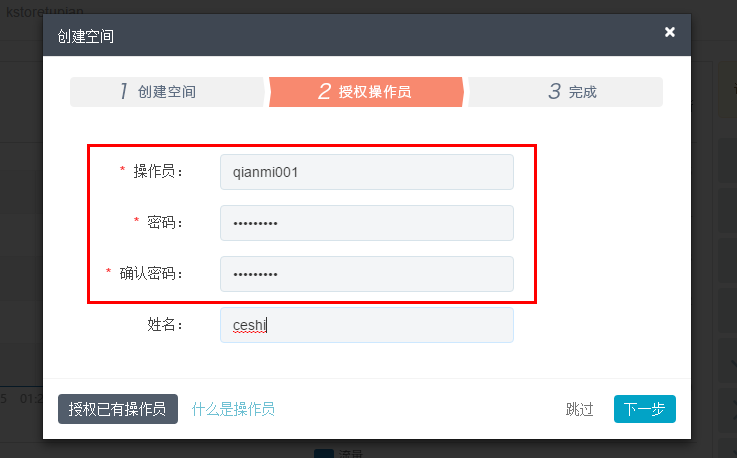 kstoretupian
创建空间
×
1 创建空间
2 授权操作员
3 完成
* 操作员：
qianmi001
* 密码：
•••••••••
* 确认密码：
•••••••••
姓名：
ceshi
授权已有操作员
什么是操作员
跳过
下一步
流量